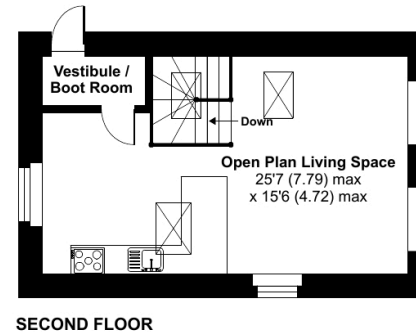 Vestibule /
Boot Room
Down
Open Plan Living Space
25'7 (7.79) max
x 15'6 (4.72) max
SECOND FLOOR